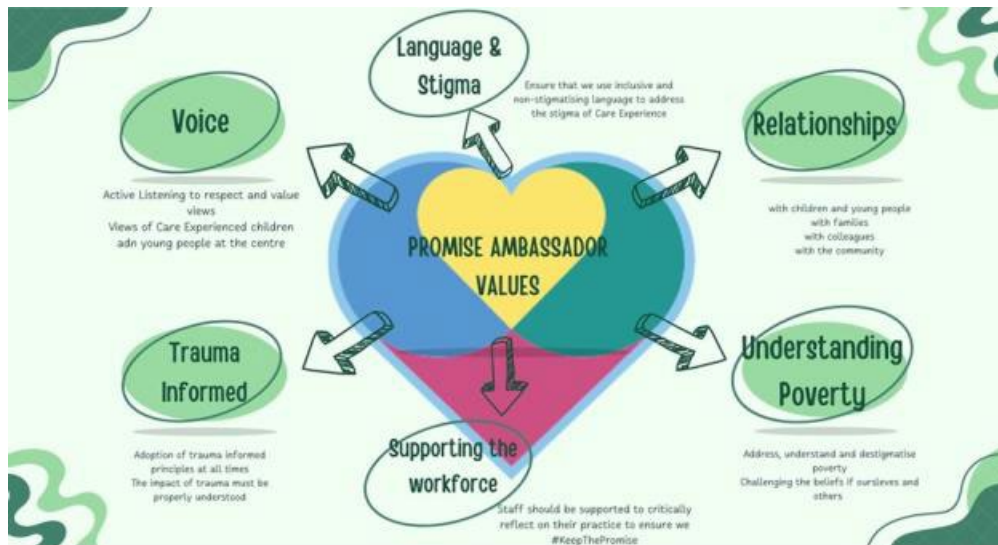 Language &
Stigma
Ensure that we use inclusive and
non-stigmatising language to address
the stigma of Care Experience
Voice
Active Listening to respect and value
views
Views of Care Experienced children
adn young people at the centre
Relationships
with children and young people
with families
with colleagues
with the community
PROMISE AMBASSADOR
VALUES
Trauma
Informed
Adoption of trauma informed
principles at all times
The impact of trauma must be
properly understood
Understanding
Poverty
Address, understand and destigmatise
poverty
Challenging the beliefs if oursleves and
others
Supporting the
workforce
Staff should be supported to critically
reflect on their practice to ensure we
#KeepThePromise